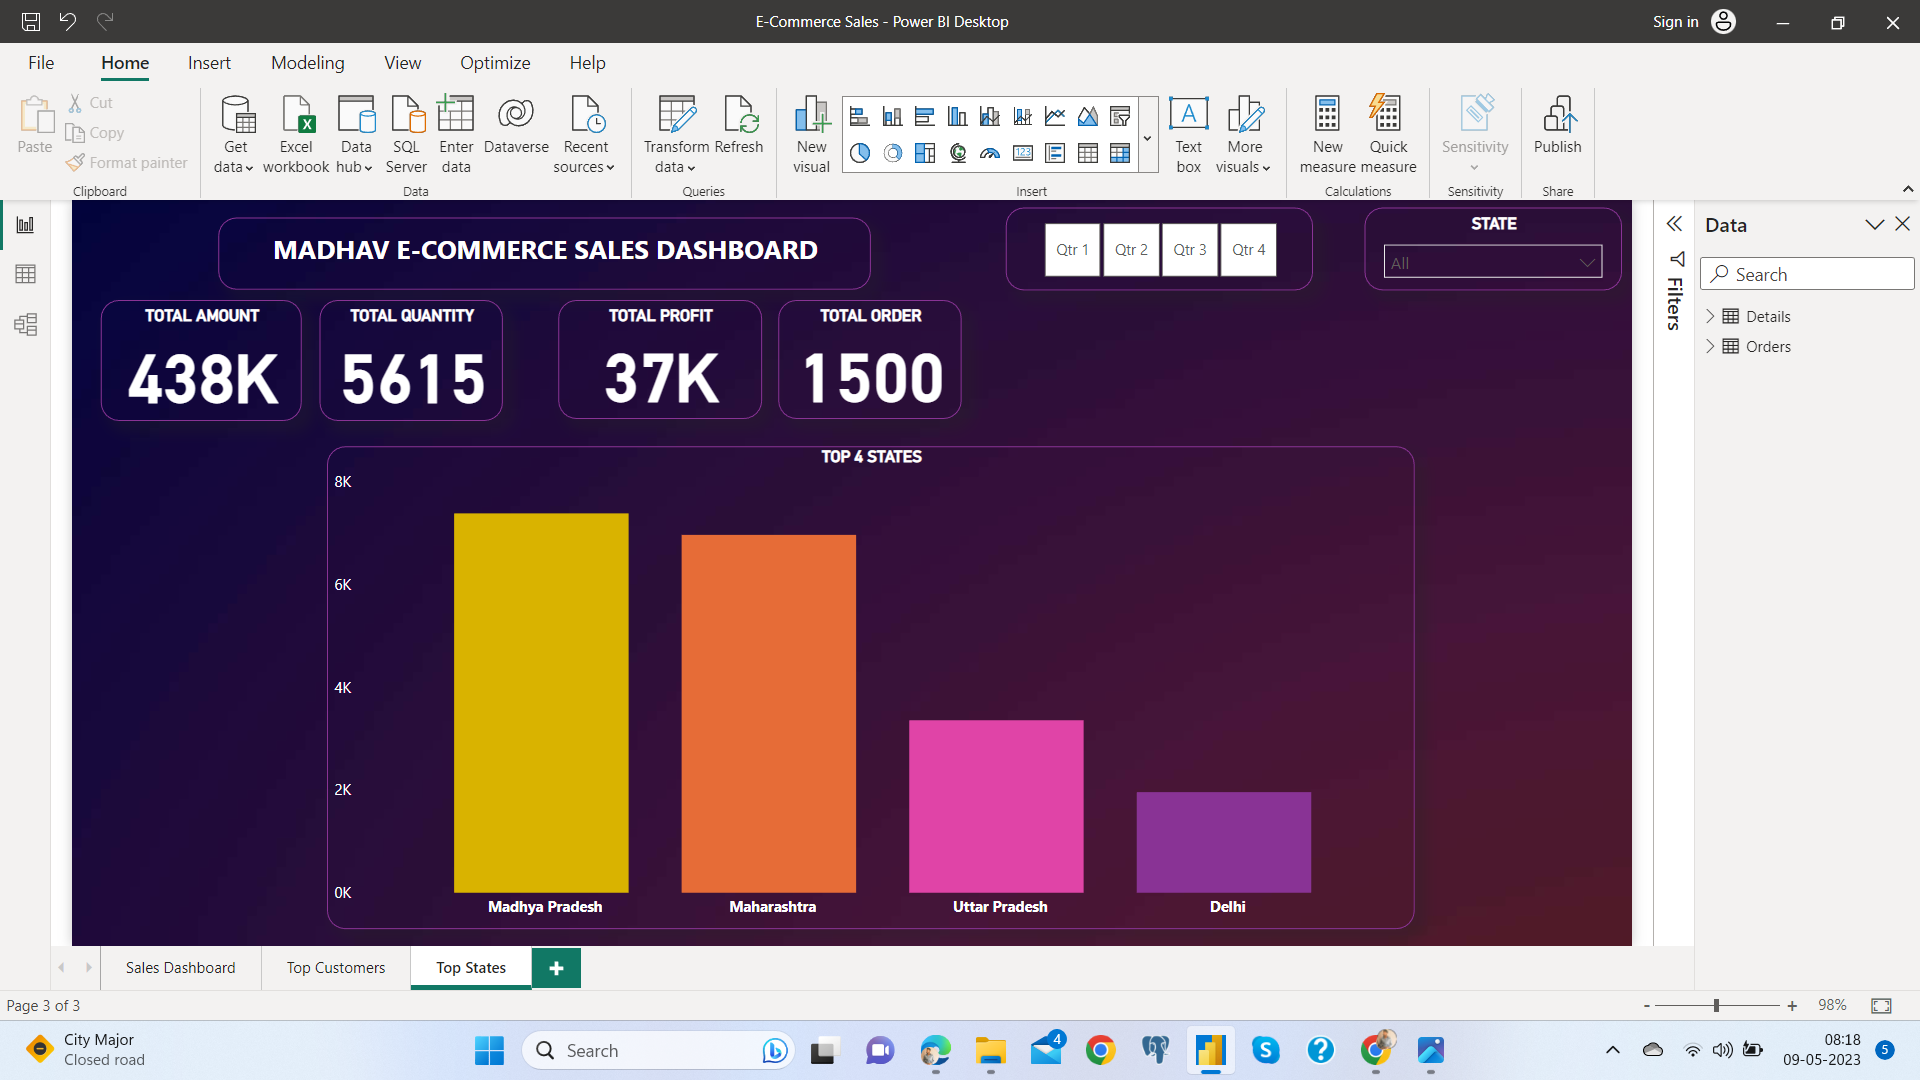 E-Commerce Sales - Power BI Desktop
Sign in
File Home Insert Modeling View Optimize Help
Paste
Cut
Copy
Format painter
Clipboard
Get data
Excel workbook
Data hub
SQL Server
Enter data
Dataverse
Recent sources
Data
Transform data
Refresh
Queries
New visual
123
A
Text box
More visuals
Insert
New measure
Quick measure
Calculations
Sensitivity
Sensitivity
Publish
Share
MADHAV E-COMMERCE SALES DASHBOARD
Qtr 1 Qtr 2 Qtr 3 Qtr 4
STATE
All
TOTAL AMOUNT
438K
TOTAL QUANTITY
5615
TOTAL PROFIT
37K
TOTAL ORDER
1500
TOP 4 STATES
8K
6K
4K
2K
0K
Madhya Pradesh Maharashtra Uttar Pradesh Delhi
Filters
Data
Search
Details
Orders
Sales Dashboard Top Customers Top States +
Page 3 of 3
- + 98%
City Major
Closed road
Search
4
08:18
09-05-2023
5